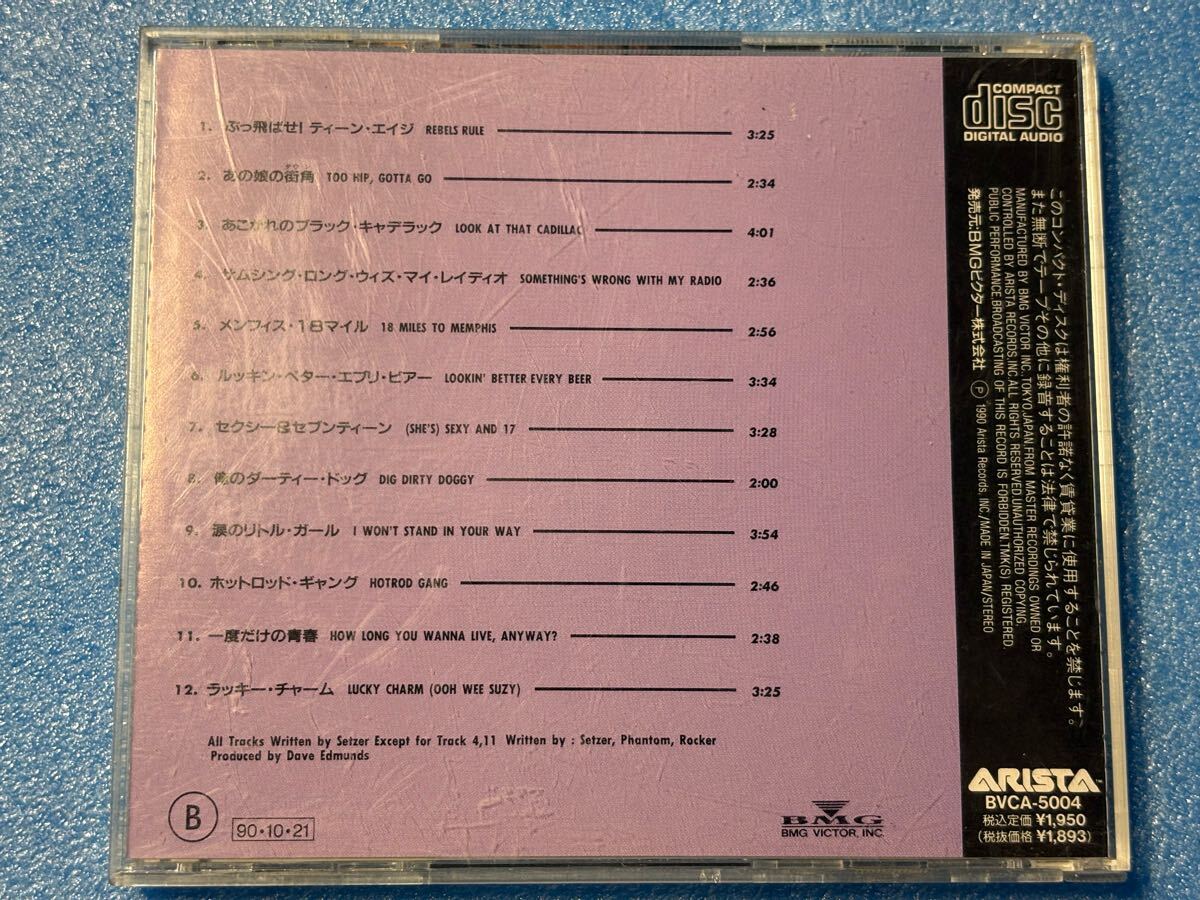 1. ぶっ飛ばせ!ティーン・エイジ REBELS RULE 3:25
2. あの娘の街角 TOO HIP, GOTTA GO 2:34
3. あこがれのブラック・キャデラック LOOK AT THAT CADILLAC 4:01
4. サムシング・ロング・ウィズ・マイ・レイディオ SOMETHING'S WRONG WITH MY RADIO 2:36
5. メンフィス・18マイル 18 MILES TO MEMPHIS 2:56
6. ルッキン・ベター・エブリ・ビアー LOOKIN' BETTER EVERY BEER 3:34
7. セクシー&セブンティーン (SHE'S) SEXY AND 17 3:28
8. 俺のダーティー・ドッグ DIG DIRTY DOGGY 2:00
9. 涙のリトル・ガール I WON'T STAND IN YOUR WAY 3:54
10. ホットロッド・ギャング HOTROD GANG 2:46
11. 一度だけの青春 HOW LONG YOU WANNA LIVE, ANYWAY? 2:38
12. ラッキー・チャーム LUCKY CHARM (OOH WEE SUZY) 3:25
All Tracks Written by Setzer Except for Track 4,11 Written by : Setzer, Phantom, Rocker
Produced by Dave Edmunds
B
90・10・21
BMG
BMG VICTOR, INC.
COMPACT
disc
DIGITAL AUDIO
このコンパクト・ディスクは権利者の許諾なく賃貸業に使用することを禁じます。
また無断でテープその他に録音することは法律で禁じられています。
MANUFACTURED BY BMG VICTOR INC. TOKYO, JAPAN. FROM MASTER RECORDINGS OWNED OR
CONTROLLED BY ARISTA RECORDS, INC. ALL RIGHTS RESERVED. UNAUTHORIZED COPYING.
PUBLIC PERFORMANCE. BROADCASTING OF THIS RECORD IS FORBIDDEN. TMK(S) REGISTERED.
発売元:BMGビクター株式会社 ℗ 1990 Arista Records, INC./MADE IN JAPAN/STEREO
ARISTA™
BVCA-5004
税込定価 ¥1,950
(税抜価格 ¥1,893)